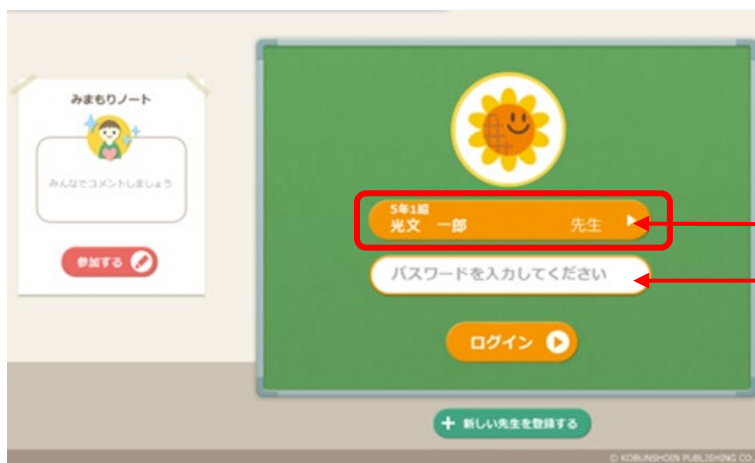 みまもりノート
みんなでコメントしましょう
参加する
5年1組
光文 一郎 先生
パスワードを入力してください
ログイン
新しい先生を登録する
© KOBUNSHOIN PUBLISHING CO